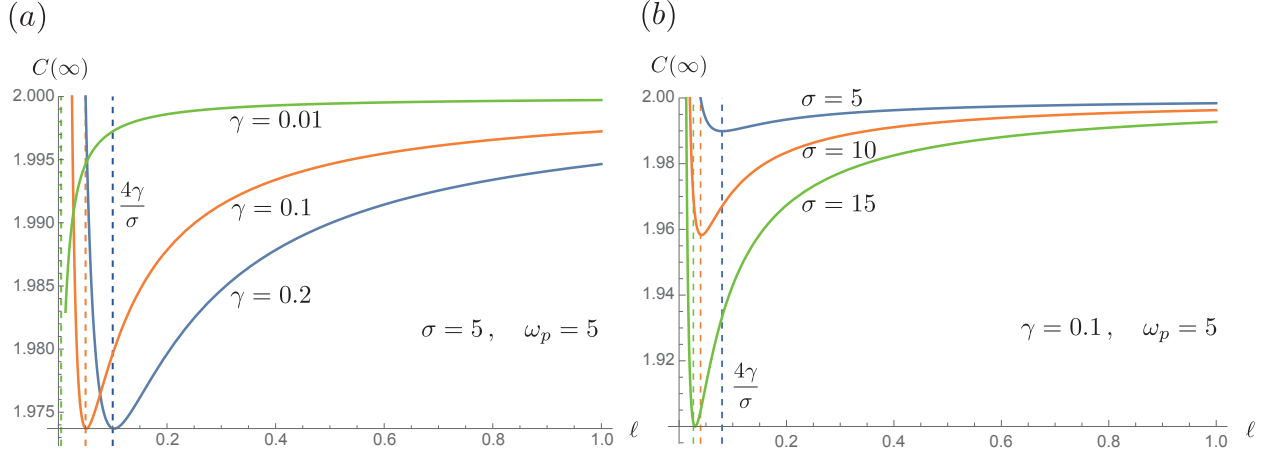 (a)
C(∞)
2.000
1.995
1.990
1.985
1.980
1.975
γ = 0.01
4γ/σ
γ = 0.1
γ = 0.2
σ = 5 , ω_p = 5
0.2 0.4 0.6 0.8 1.0 ℓ
(b)
C(∞)
2.00
1.98
1.96
1.94
1.92
σ = 5
σ = 10
σ = 15
γ = 0.1 , ω_p = 5
4γ/σ
0.2 0.4 0.6 0.8 1.0 ℓ